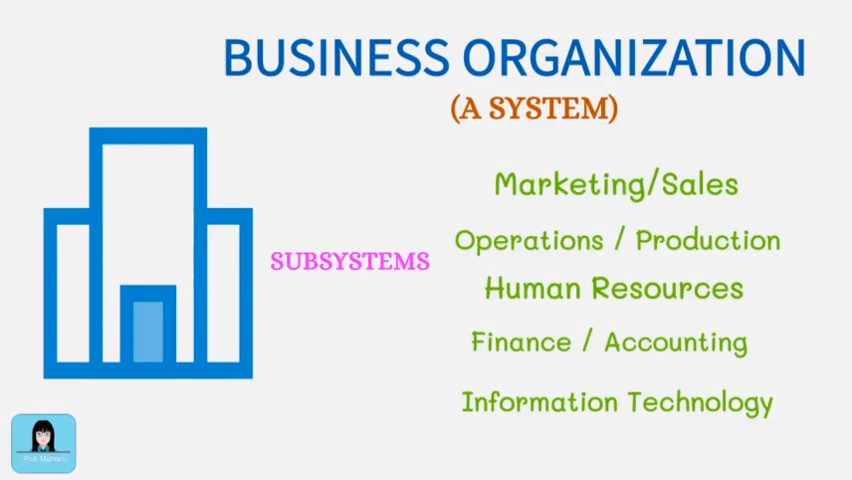 BUSINESS ORGANIZATION
(A SYSTEM)
Marketing/Sales
Operations / Production
SUBSYSTEMS
Human Resources
Finance / Accounting
Information Technology